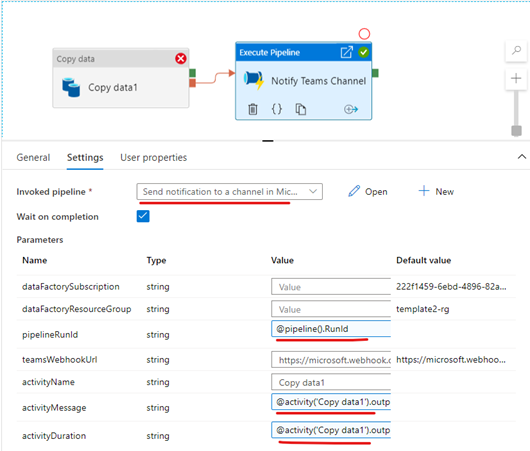 Copy data
Copy data1
Execute Pipeline
Notify Teams Channel
General
Settings
User properties
Invoked pipeline *
Send notification to a channel in Mic...
Open
New
Wait on completion
Parameters
Name Type Value Default value
dataFactorySubscription string Value 222f1459-6ebd-4896-82a...
dataFactoryResourceGroup string Value template2-rg
pipelineRunId string @pipeline().RunId
teamsWebhookUrl string https://microsoft.webhook.c https://microsoft.webhoo...
activityName string Copy data1
activityMessage string @activity('Copy data1').outp
activityDuration string @activity('Copy data1').outp